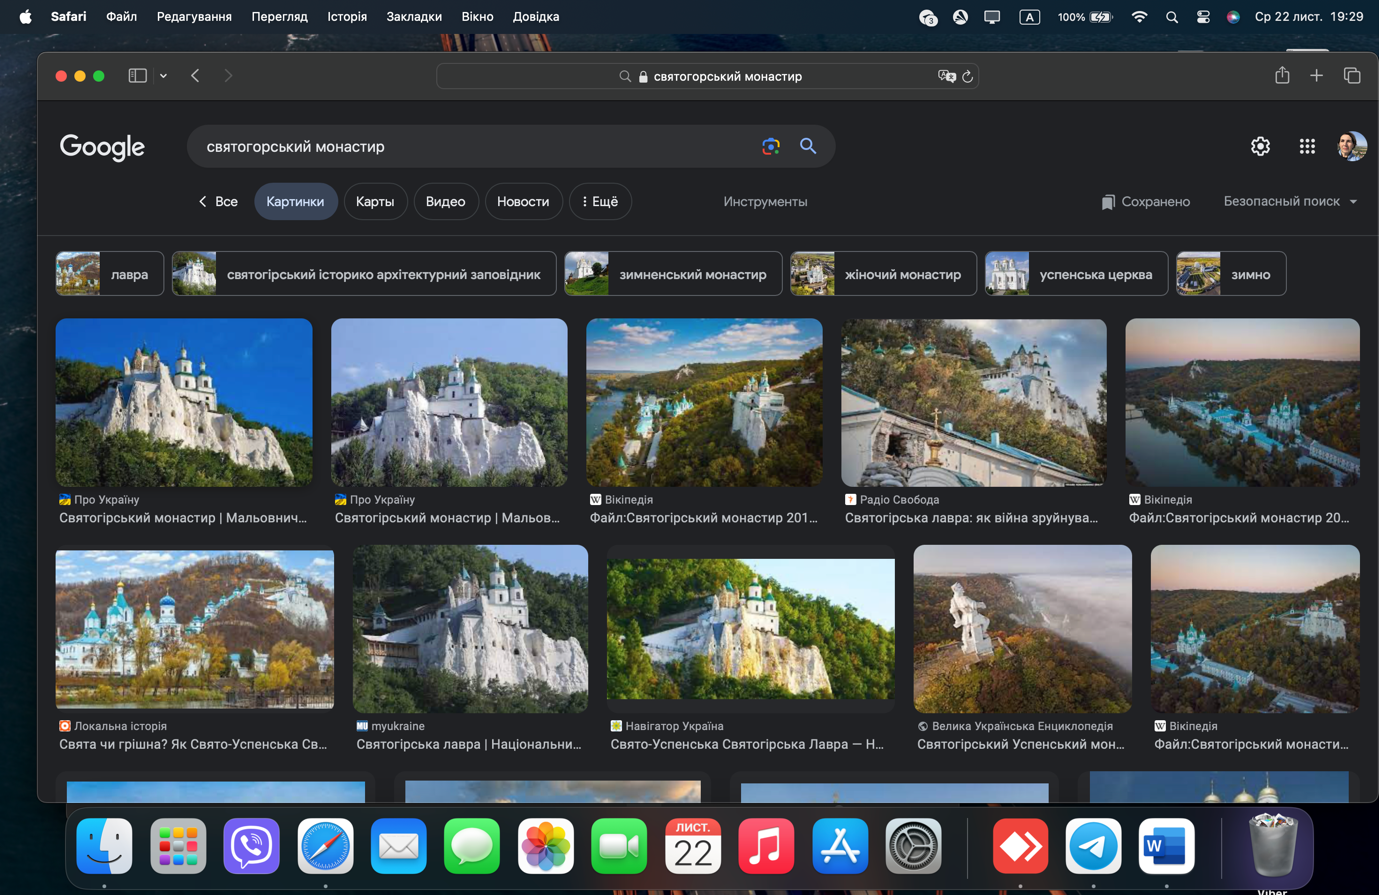 Safari Файл Редагування Перегляд Історія Закладки Вікно Довідка
3 A 100% Ср 22 лист. 19:29
святогорський монастир
Google
святогорський монастир
Все Картинки Карты Видео Новости Ещё Инструменты Сохранено Безопасный поиск
лавра святогірський історико архітектурний заповідник зимненський монастир жіночий монастир успенська церква зимно
Про Україну Про Україну Вікіпедія Радіо Свобода Вікіпедія
Святогірський монастир | Мальовнич... Святогірський монастир | Мальов... Файл:Святогірський монастир 201... Святогірська лавра: як війна зруйнува... Файл:Святогірський монастир 20...
Локальна історія myukraine Навігатор Україна Велика Українська Енциклопедія Вікіпедія
Свята чи грішна? Як Свято-Успенська Св... Святогірська лавра | Національни... Свято-Успенська Святогірська Лавра — Н... Святогірський Успенський мон... Файл:Святогірський монасти...
ЛИСТ.
22
W
Viber